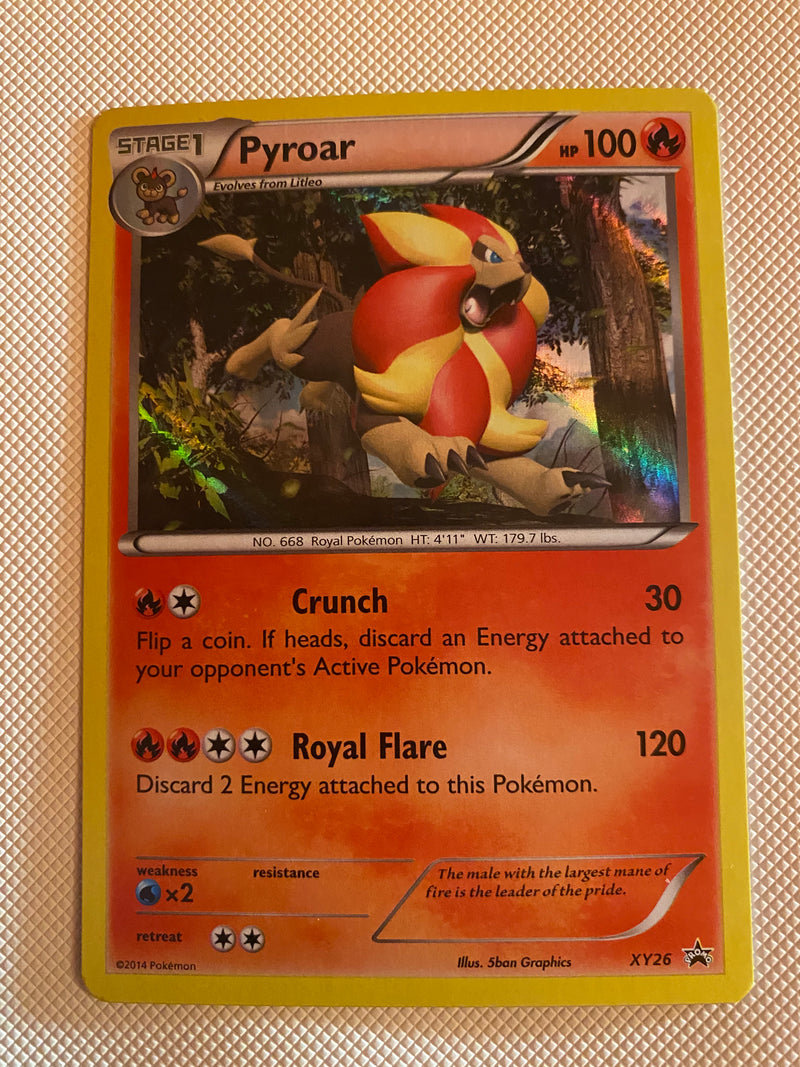 STAGE1 Pyroar HP 100
Evolves from Litleo
NO. 668 Royal Pokémon HT: 4'11" WT: 179.7 lbs.
Crunch 30
Flip a coin. If heads, discard an Energy attached to
your opponent's Active Pokémon.
Royal Flare 120
Discard 2 Energy attached to this Pokémon.
weakness resistance
×2
The male with the largest mane of
fire is the leader of the pride.
retreat
©2014 Pokémon Illus. 5ban Graphics XY26 PROMO